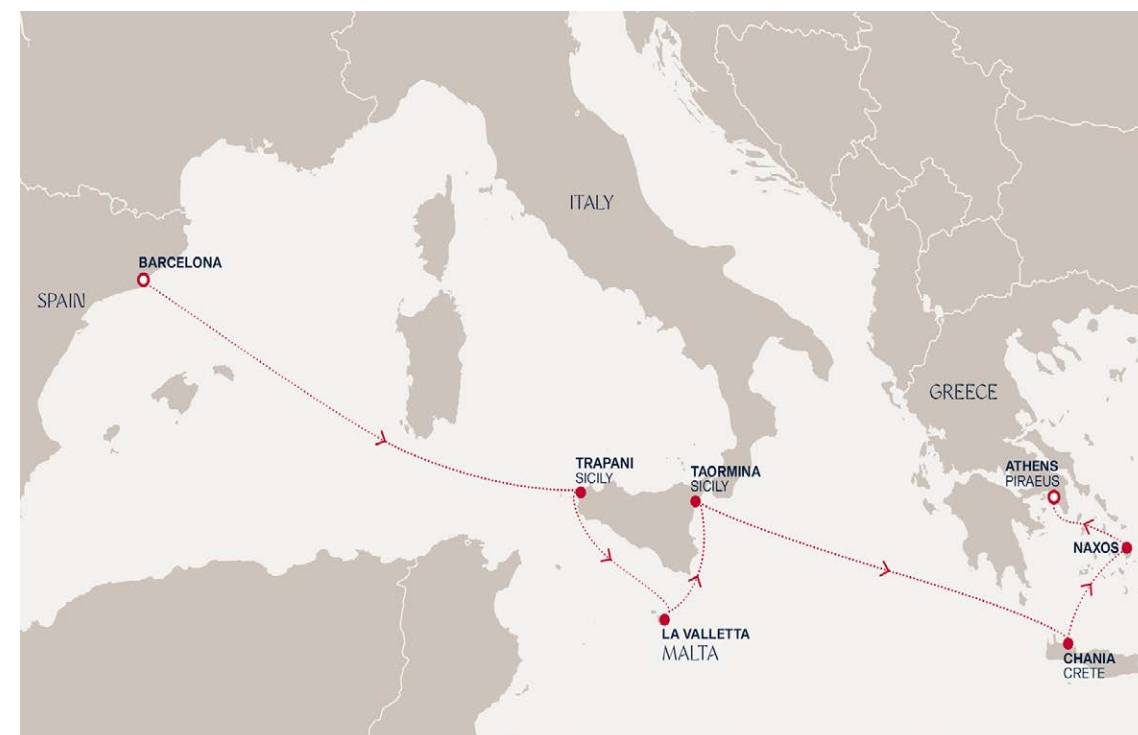 ITALY
BARCELONA
SPAIN
GREECE
TRAPANI
SICILY
TAORMINA
SICILY
ATHENS
PIRAEUS
NAXOS
LA VALLETTA
MALTA
CHANIA
CRETE